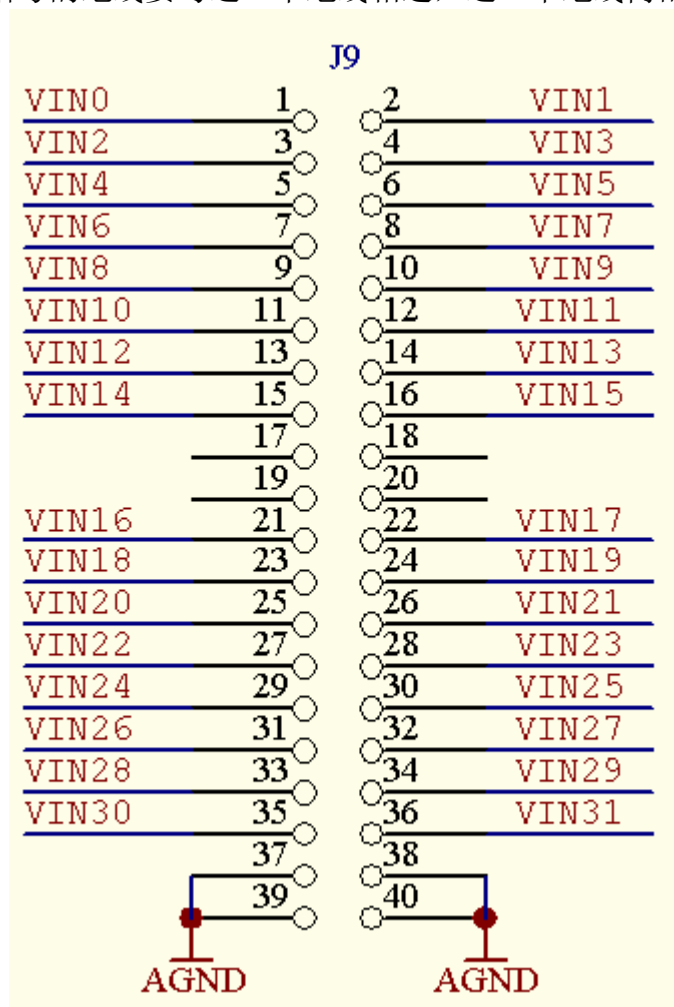 J9
VIN0 1 2 VIN1
VIN2 3 4 VIN3
VIN4 5 6 VIN5
VIN6 7 8 VIN7
VIN8 9 10 VIN9
VIN10 11 12 VIN11
VIN12 13 14 VIN13
VIN14 15 16 VIN15
17 18
19 20
VIN16 21 22 VIN17
VIN18 23 24 VIN19
VIN20 25 26 VIN21
VIN22 27 28 VIN23
VIN24 29 30 VIN25
VIN26 31 32 VIN27
VIN28 33 34 VIN29
VIN30 35 36 VIN31
37 38
39 40
AGND AGND